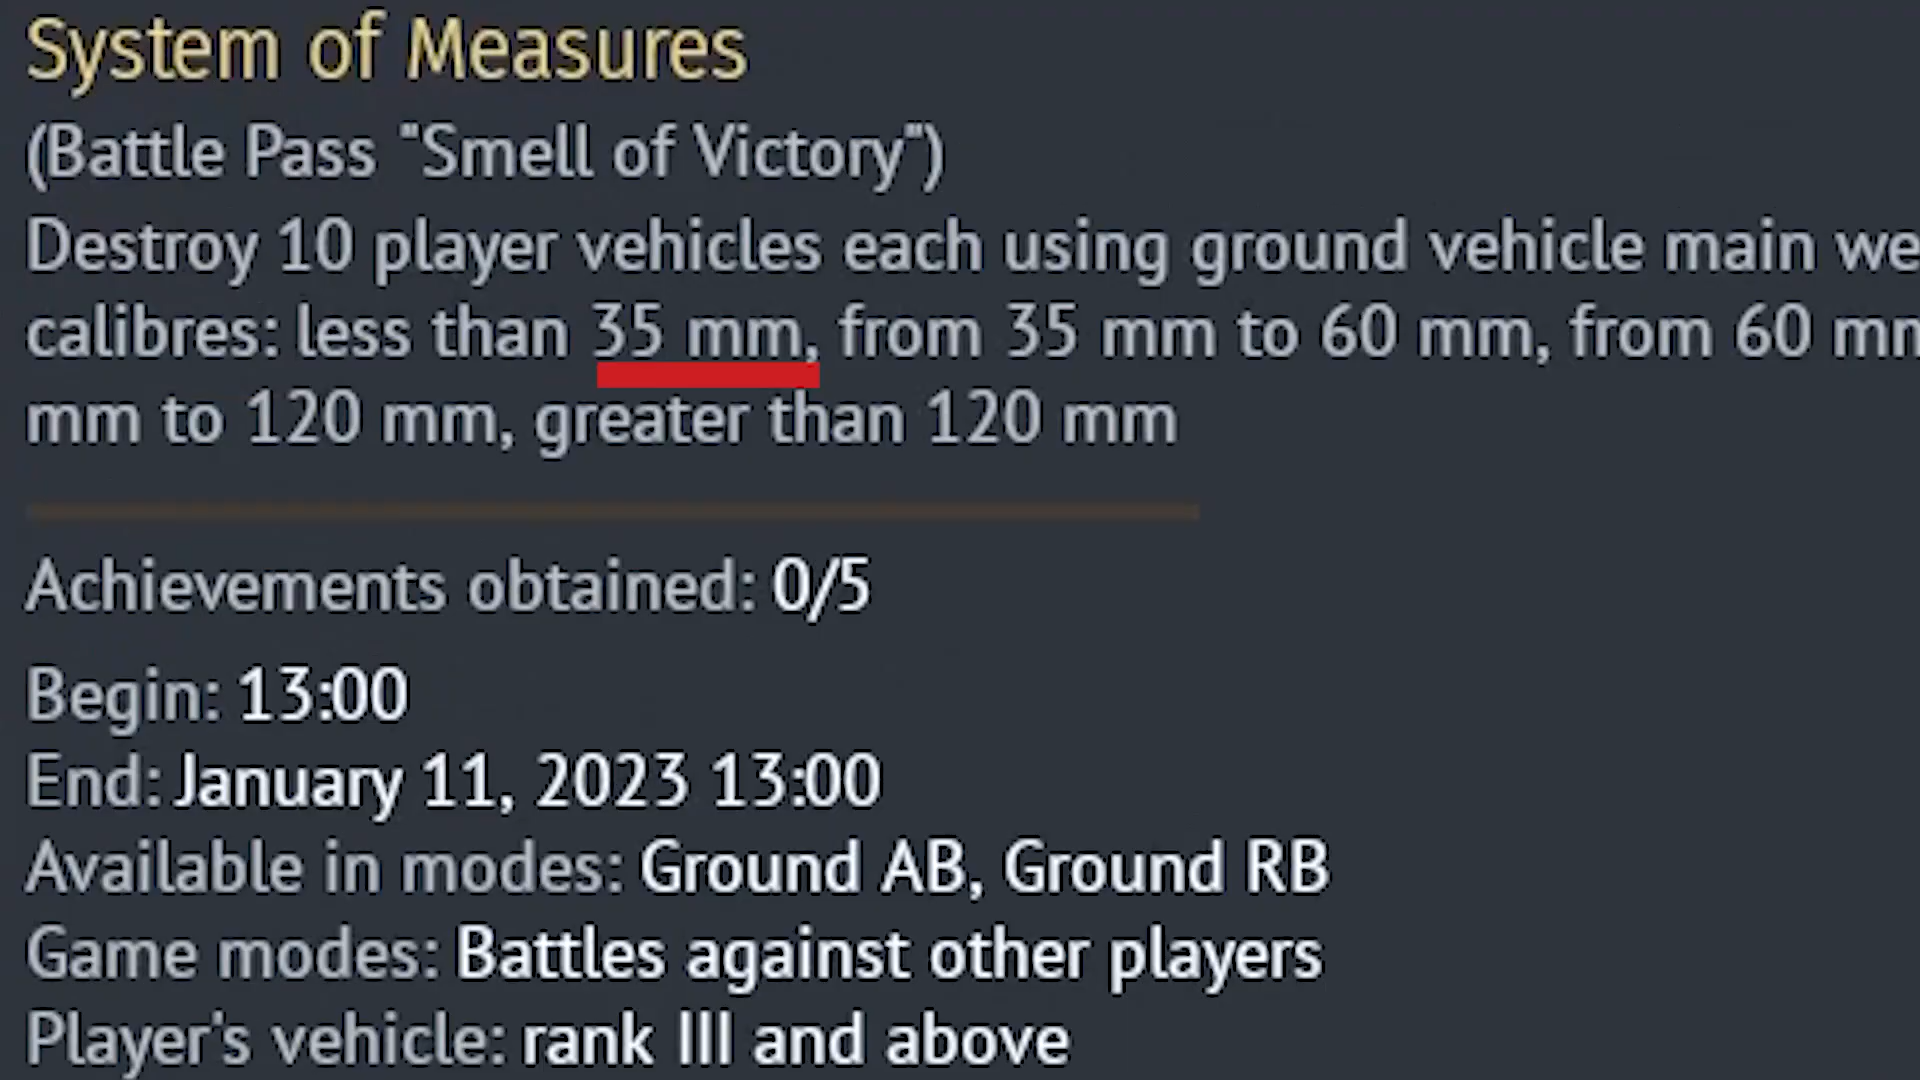 System of Measures
(Battle Pass "Smell of Victory")
Destroy 10 player vehicles each using ground vehicle main
calibres: less than 35 mm, from 35 mm to 60 mm, from 60
mm to 120 mm, greater than 120 mm
Achievements obtained: 0/5
Begin: 13:00
End: January 11, 2023 13:00
Available in modes: Ground AB, Ground RB
Game modes: Battles against other players
Player's vehicle: rank III and above